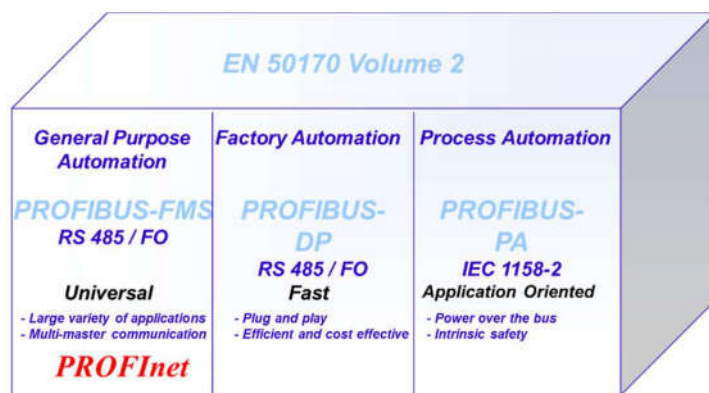 EN 50170 Volume 2
General Purpose
Automation
PROFIBUS-FMS
RS 485 / FO
Universal
- Large variety of applications
- Multi-master communication
PROFInet
Factory Automation
PROFIBUS-
DP
RS 485 / FO
Fast
- Plug and play
- Efficient and cost effective
Process Automation
PROFIBUS-
PA
IEC 1158-2
Application Oriented
- Power over the bus
- Intrinsic safety